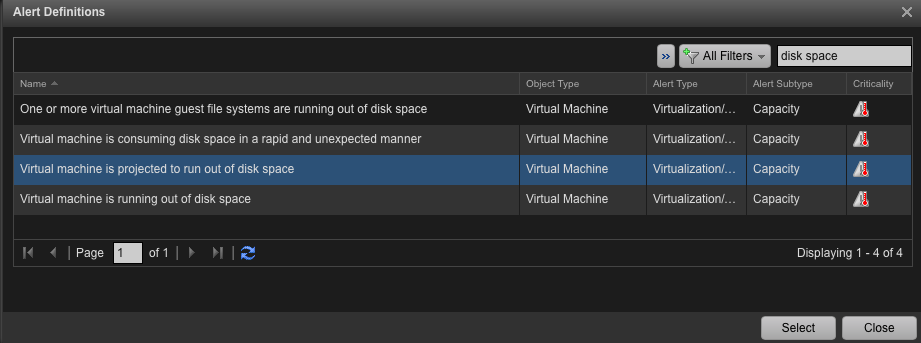 Alert Definitions
» All Filters disk space
Name Object Type Alert Type Alert Subtype Criticality
One or more virtual machine guest file systems are running out of disk space Virtual Machine Virtualization/... Capacity
Virtual machine is consuming disk space in a rapid and unexpected manner Virtual Machine Virtualization/... Capacity
Virtual machine is projected to run out of disk space Virtual Machine Virtualization/... Capacity
Virtual machine is running out of disk space Virtual Machine Virtualization/... Capacity
Page 1 of 1 Displaying 1 - 4 of 4
Select Close